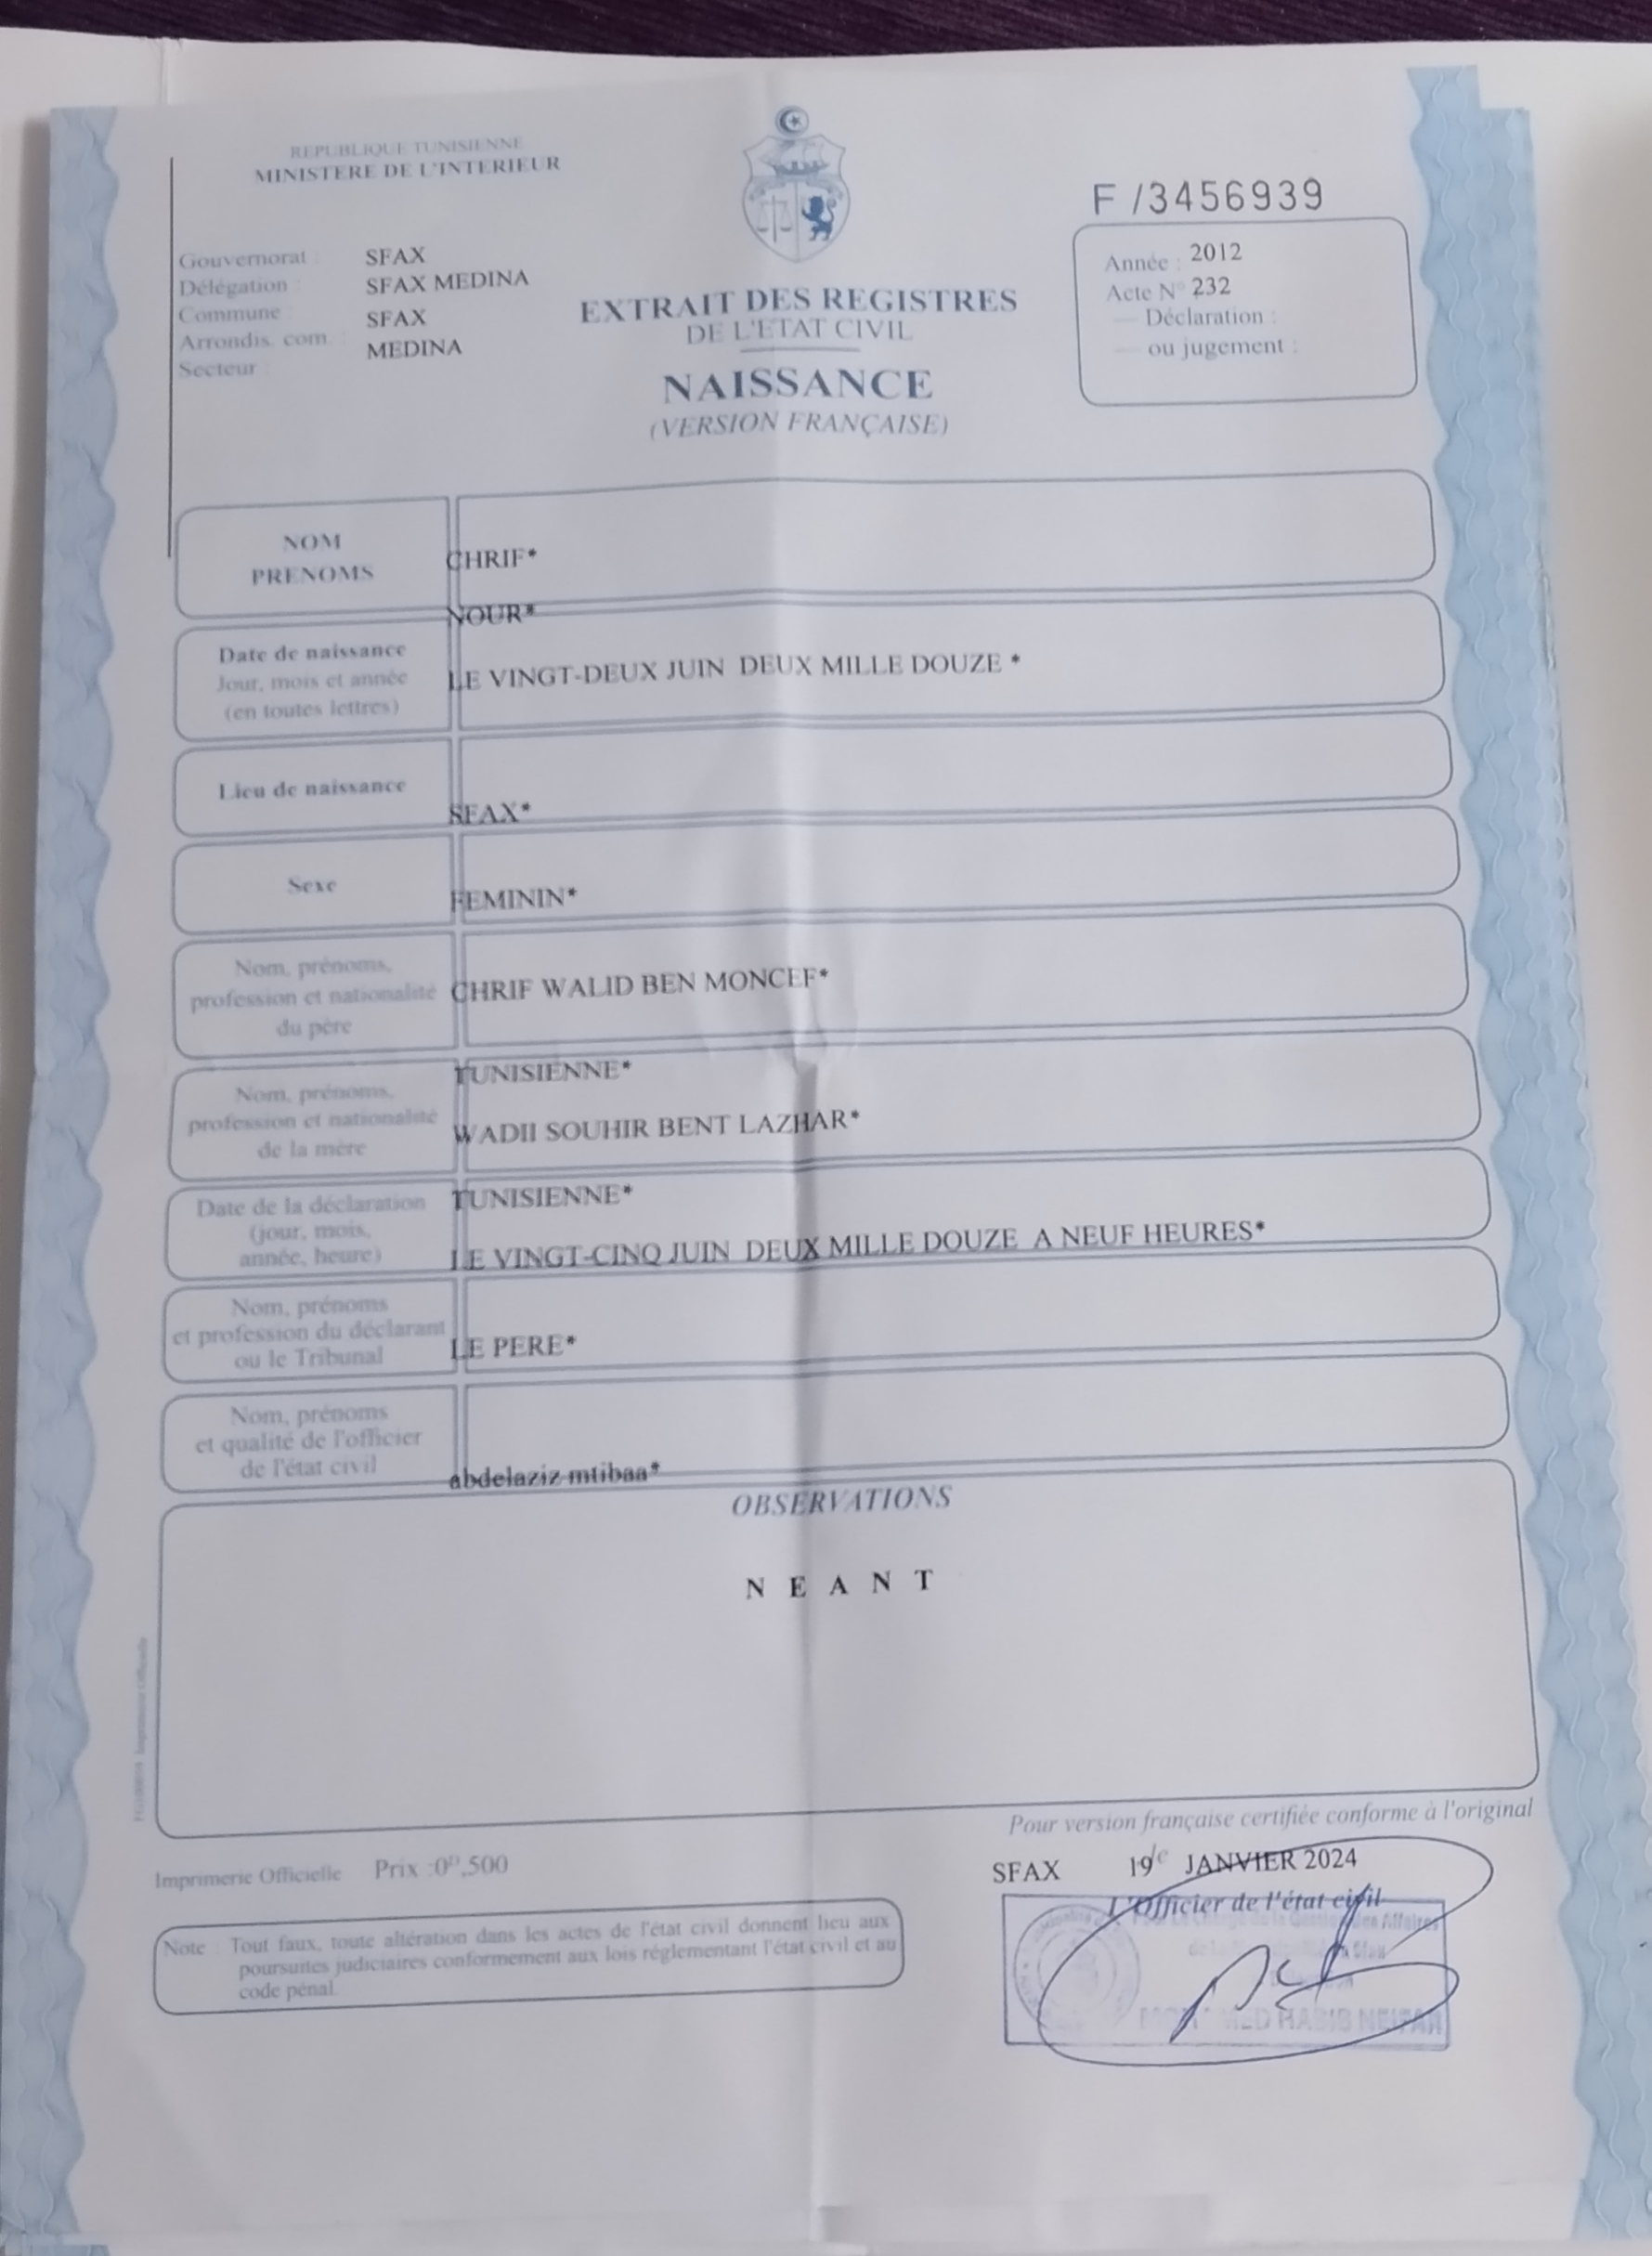 REPUBLIQUE TUNISIENNE
MINISTERE DE L'INTERIEUR
Gouvernorat : SFAX
Délégation : SFAX MEDINA
Commune : SFAX
Arrondis. com. : MEDINA
Secteur :
EXTRAIT DES REGISTRES
DE L'ETAT CIVIL
NAISSANCE
(VERSION FRANÇAISE)
F /3456939
Année : 2012
Acte N° 232
— Déclaration :
— ou jugement :
NOM
PRENOMS
CHRIF*
NOUR*
Date de naissance
Jour, mois et année
(en toutes lettres)
LE VINGT-DEUX JUIN DEUX MILLE DOUZE *
Lieu de naissance
SFAX*
Sexe
FEMININ*
Nom, prénoms,
profession et nationalité
du père
CHRIF WALID BEN MONCEF*
TUNISIENNE*
Nom, prénoms,
profession et nationalité
de la mère
WADII SOUHIR BENT LAZHAR*
TUNISIENNE*
Date de la déclaration
(jour, mois,
année, heure)
LE VINGT-CINQ JUIN DEUX MILLE DOUZE A NEUF HEURES*
Nom, prénoms
et profession du déclarant
ou le Tribunal
LE PERE*
Nom, prénoms
et qualité de l'officier
de l'état civil
abdelaziz mtibaa*
OBSERVATIONS
N E A N T
Pour version française certifiée conforme à l'original
Imprimerie Officielle Prix :0ᴰ,500
SFAX 19 le JANVIER 2024
L'Officier de l'état civil
des Affaires
HABIB
Note : Tout faux, toute altération dans les actes de l'état civil donnent lieu aux
poursuites judiciaires conformement aux lois réglementant l'état civil et au
code pénal.